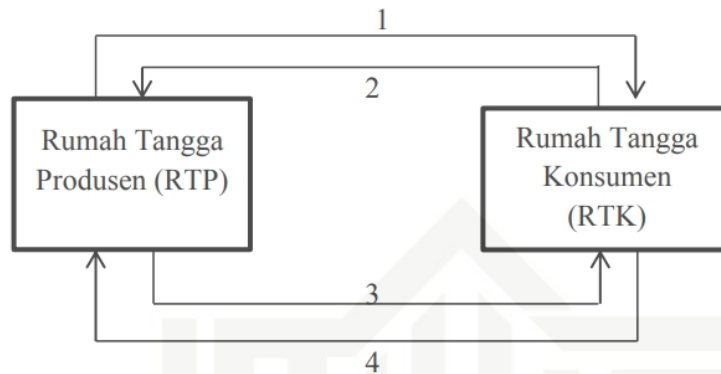 1
2
Rumah Tangga
Produsen (RTP)
Rumah Tangga
Konsumen
(RTK)
3
4